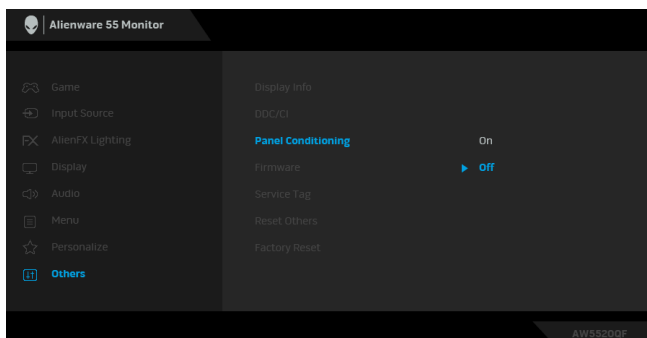 Alienware 55 Monitor
Game
Input Source
FX AlienFX Lighting
Display
Audio
Menu
Personalize
Others
Display Info
DDC/CI
Panel Conditioning On
Firmware Off
Service Tag
Reset Others
Factory Reset
AW5520QF